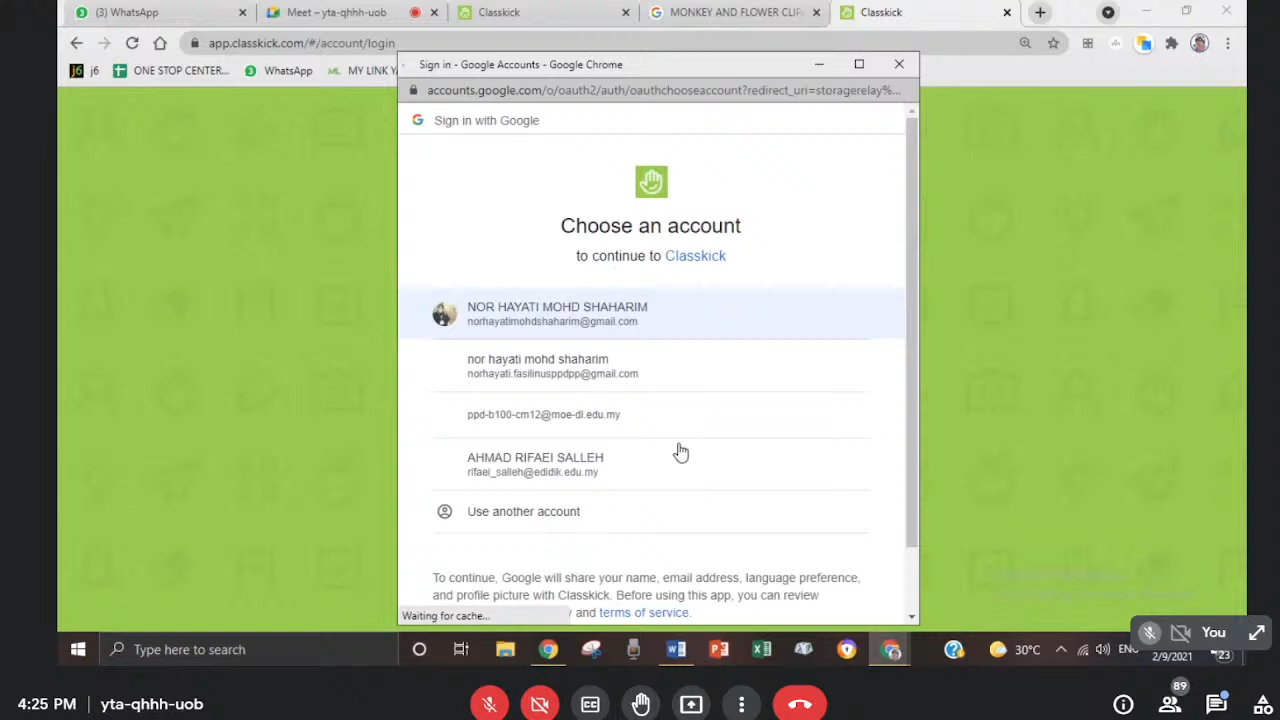 (3) WhatsApp
Meet – yta-qhhh-uob
Classkick
MONKEY AND FLOWER CLIP
Classkick
app.classkick.com/#/account/login
j6
ONE STOP CENTER...
WhatsApp
MY LINK YA
Sign in - Google Accounts - Google Chrome
accounts.google.com/o/oauth2/auth/oauthchooseaccount?redirect_uri=storagerelay%...
Sign in with Google
Choose an account
to continue to Classkick
NOR HAYATI MOHD SHAHARIM
norhayatimohdshaharim@gmail.com
nor hayati mohd shaharim
norhayati.fasilinusppdpp@gmail.com
ppd-b100-cm12@moe-dl.edu.my
AHMAD RIFAEI SALLEH
rifaei_salleh@edidik.edu.my
Use another account
To continue, Google will share your name, email address, language preference,
and profile picture with Classkick. Before using this app, you can review
Waiting for cache...
and terms of service.
You
Type here to search
30°C
ENG
2/9/2021
23
4:25 PM
yta-qhhh-uob
89